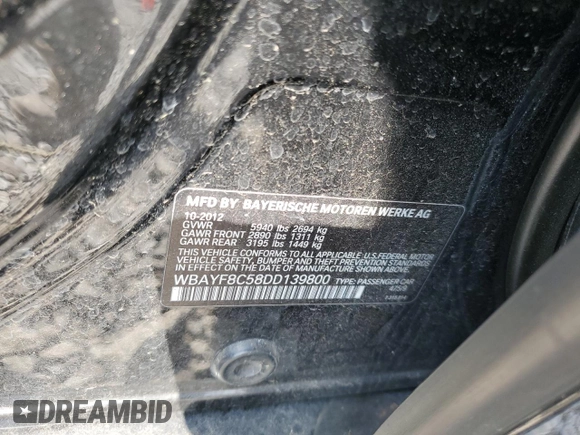 MFD BY BAYERISCHE MOTOREN WERKE AG
10-2012
GVWR 5940 lbs 2694 kg
GAWR FRONT 2890 lbs 1311 kg
GAWR REAR 3195 lbs 1449 kg
THIS VEHICLE CONFORMS TO ALL APPLICABLE U.S. FEDERAL MOTOR
VEHICLE SAFETY, BUMPER AND THEFT PREVENTION STANDARDS
IN EFFECT ON THE DATE OF MANUFACTURE SHOWN ABOVE.
WBAYF8C58DD139800
TYPE: PASSENGER CAR
DREAMBID